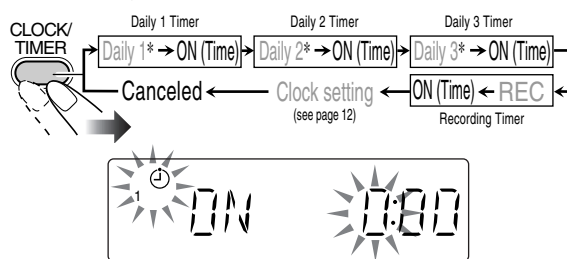 CLOCK/
TIMER
Daily 1 Timer
Daily 2 Timer
Daily 3 Timer
Daily 1* → ON (Time)
Daily 2* → ON (Time)
Daily 3* → ON (Time)
Canceled ← Clock setting
(see page 12)
ON (Time) ← REC
Recording Timer
1 ON 0:00